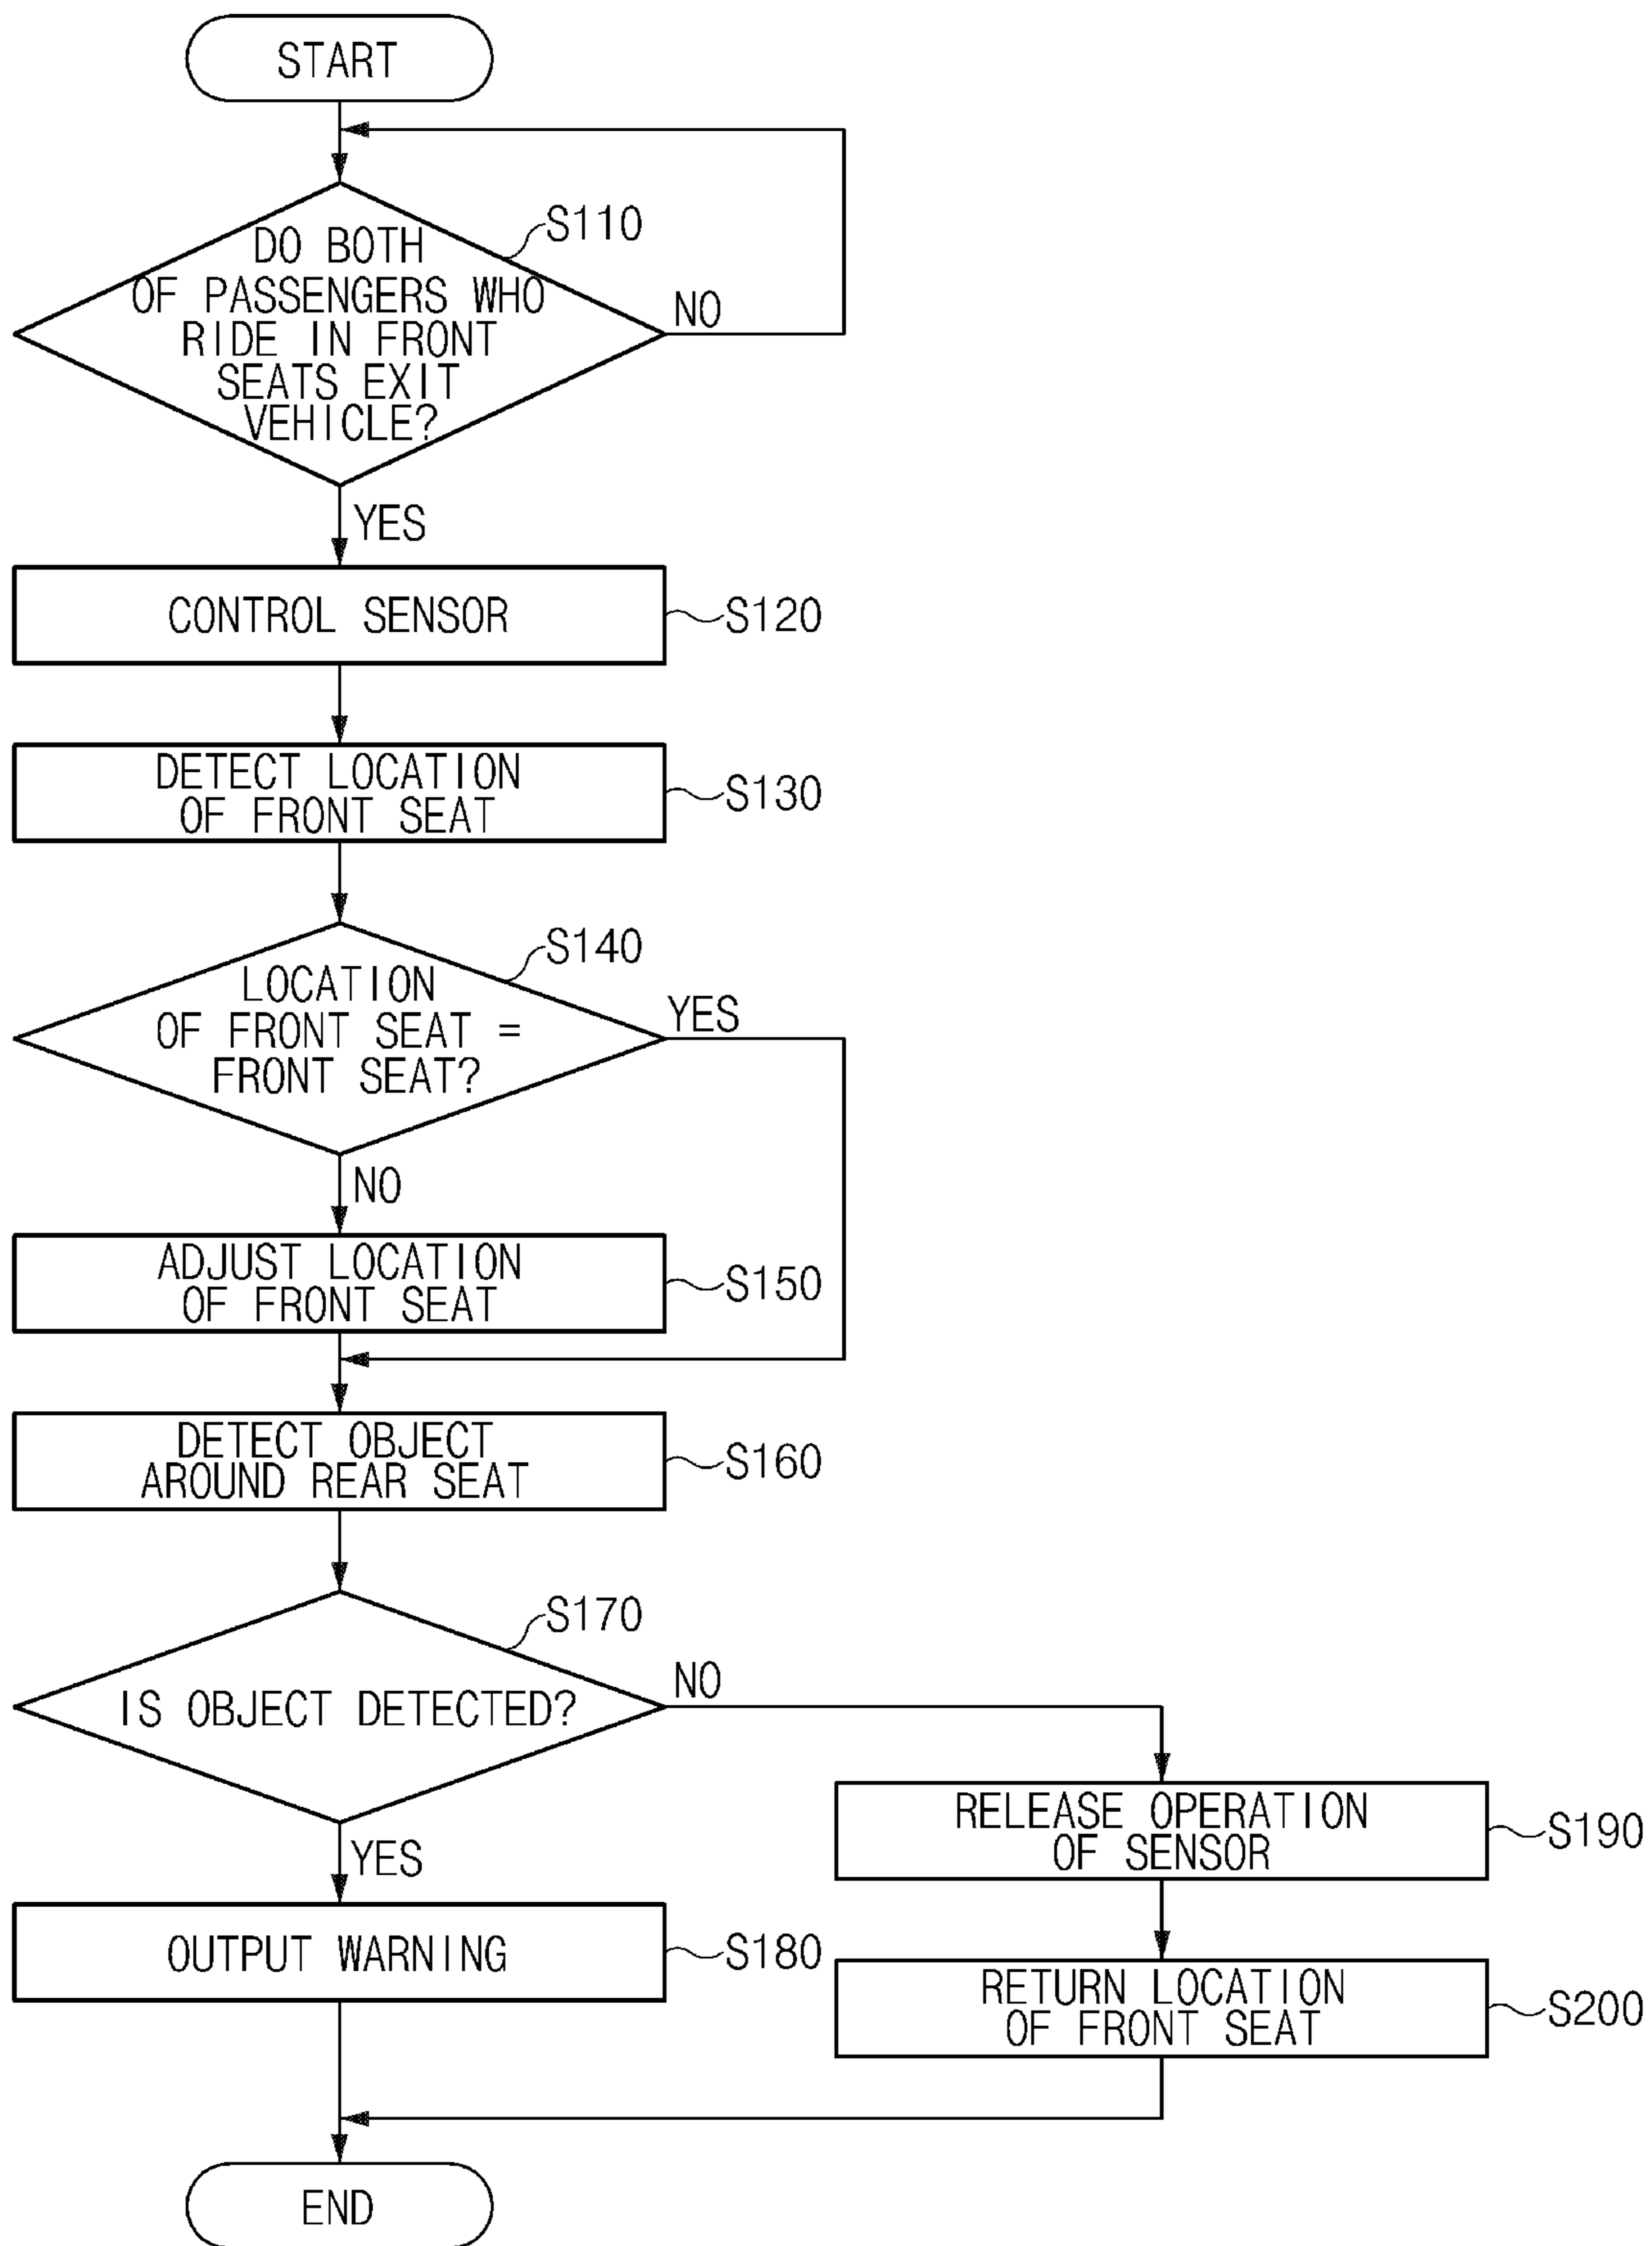 START
S110
DO BOTH
OF PASSENGERS WHO
RIDE IN FRONT
SEATS EXIT
VEHICLE?
NO
YES
CONTROL SENSOR
S120
DETECT LOCATION
OF FRONT SEAT
S130
S140
LOCATION
OF FRONT SEAT =
FRONT SEAT?
YES
NO
ADJUST LOCATION
OF FRONT SEAT
S150
DETECT OBJECT
AROUND REAR SEAT
S160
S170
IS OBJECT DETECTED?
NO
YES
RELEASE OPERATION
OF SENSOR
S190
OUTPUT WARNING
S180
RETURN LOCATION
OF FRONT SEAT
S200
END